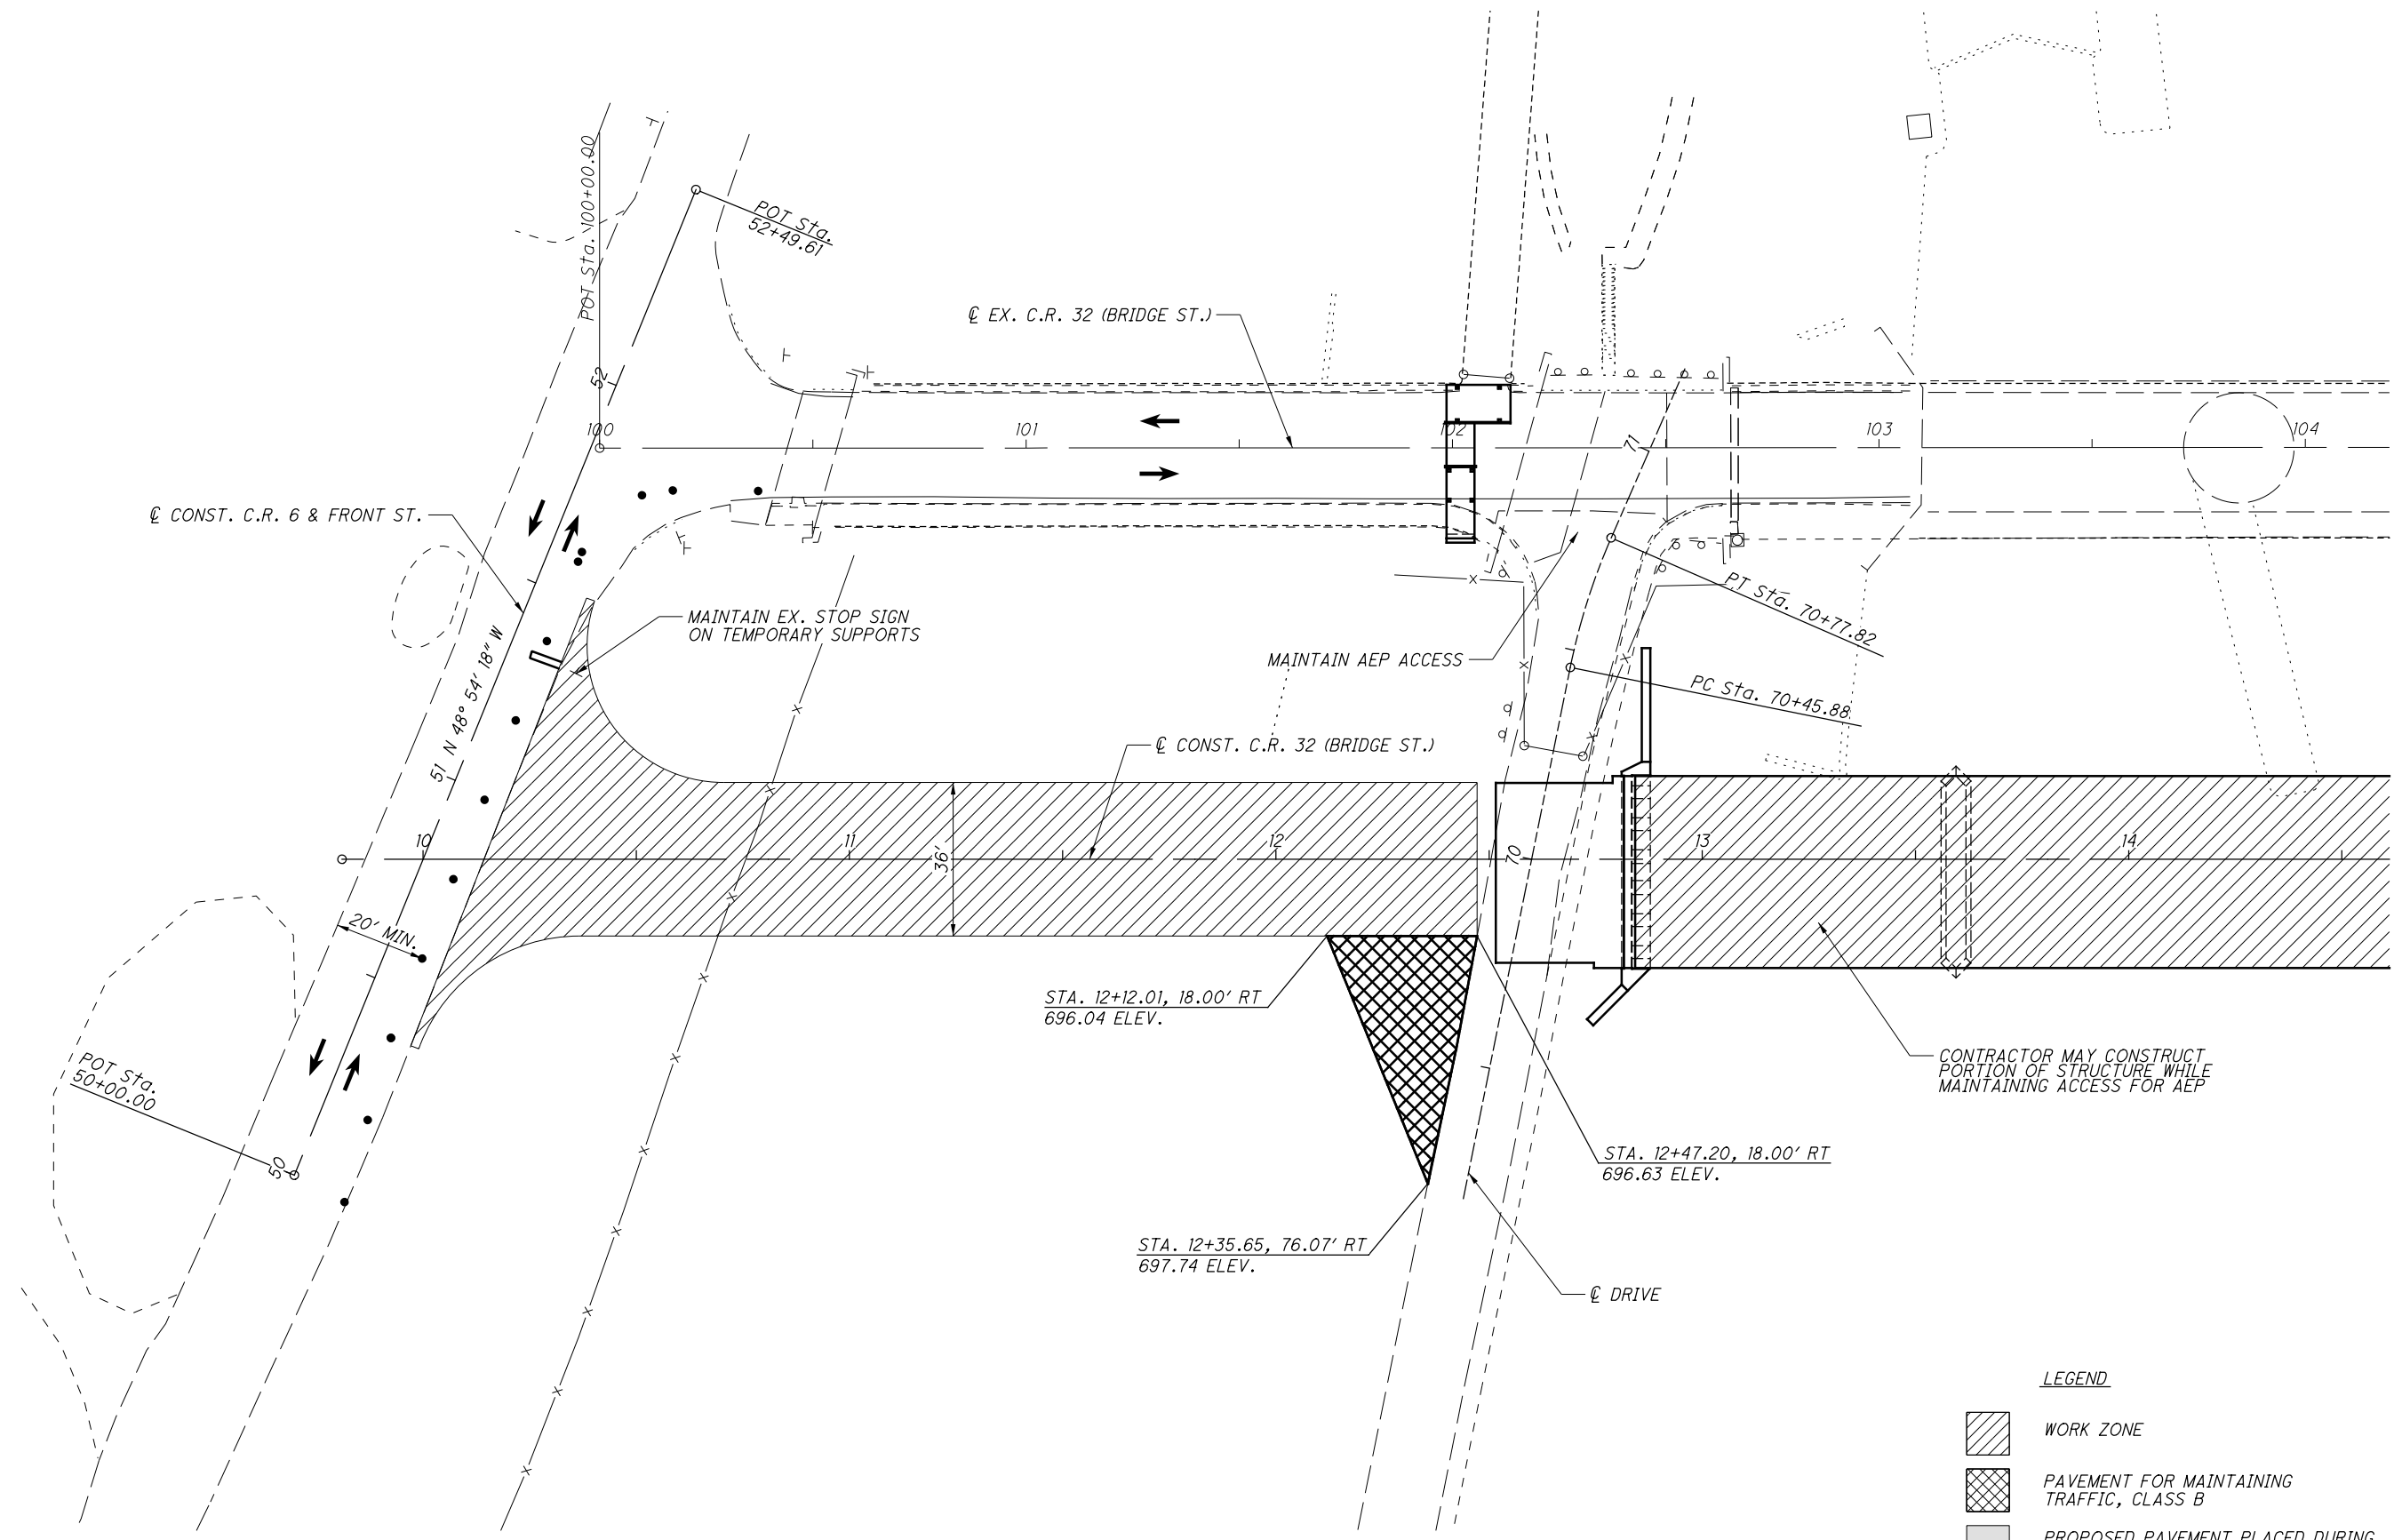 POT Sta. 100+00.00
POT Sta.
52+49.61
℄ EX. C.R. 32 (BRIDGE ST.)
52
100
101
102
71
103
104
℄ CONST. C.R. 6 & FRONT ST.
MAINTAIN EX. STOP SIGN
ON TEMPORARY SUPPORTS
PT Sta. 70+77.82
MAINTAIN AEP ACCESS
PC Sta. 70+45.88
51 N 48° 54' 18" W
℄ CONST. C.R. 32 (BRIDGE ST.)
10
11
36'
12
70
13
14
20' MIN.
STA. 12+12.01, 18.00' RT
696.04 ELEV.
POT Sta.
50+00.00
50
CONTRACTOR MAY CONSTRUCT
PORTION OF STRUCTURE WHILE
MAINTAINING ACCESS FOR AEP
STA. 12+47.20, 18.00' RT
696.63 ELEV.
STA. 12+35.65, 76.07' RT
697.74 ELEV.
℄ DRIVE
LEGEND
WORK ZONE
PAVEMENT FOR MAINTAINING
TRAFFIC, CLASS B
PROPOSED PAVEMENT PLACED DURING